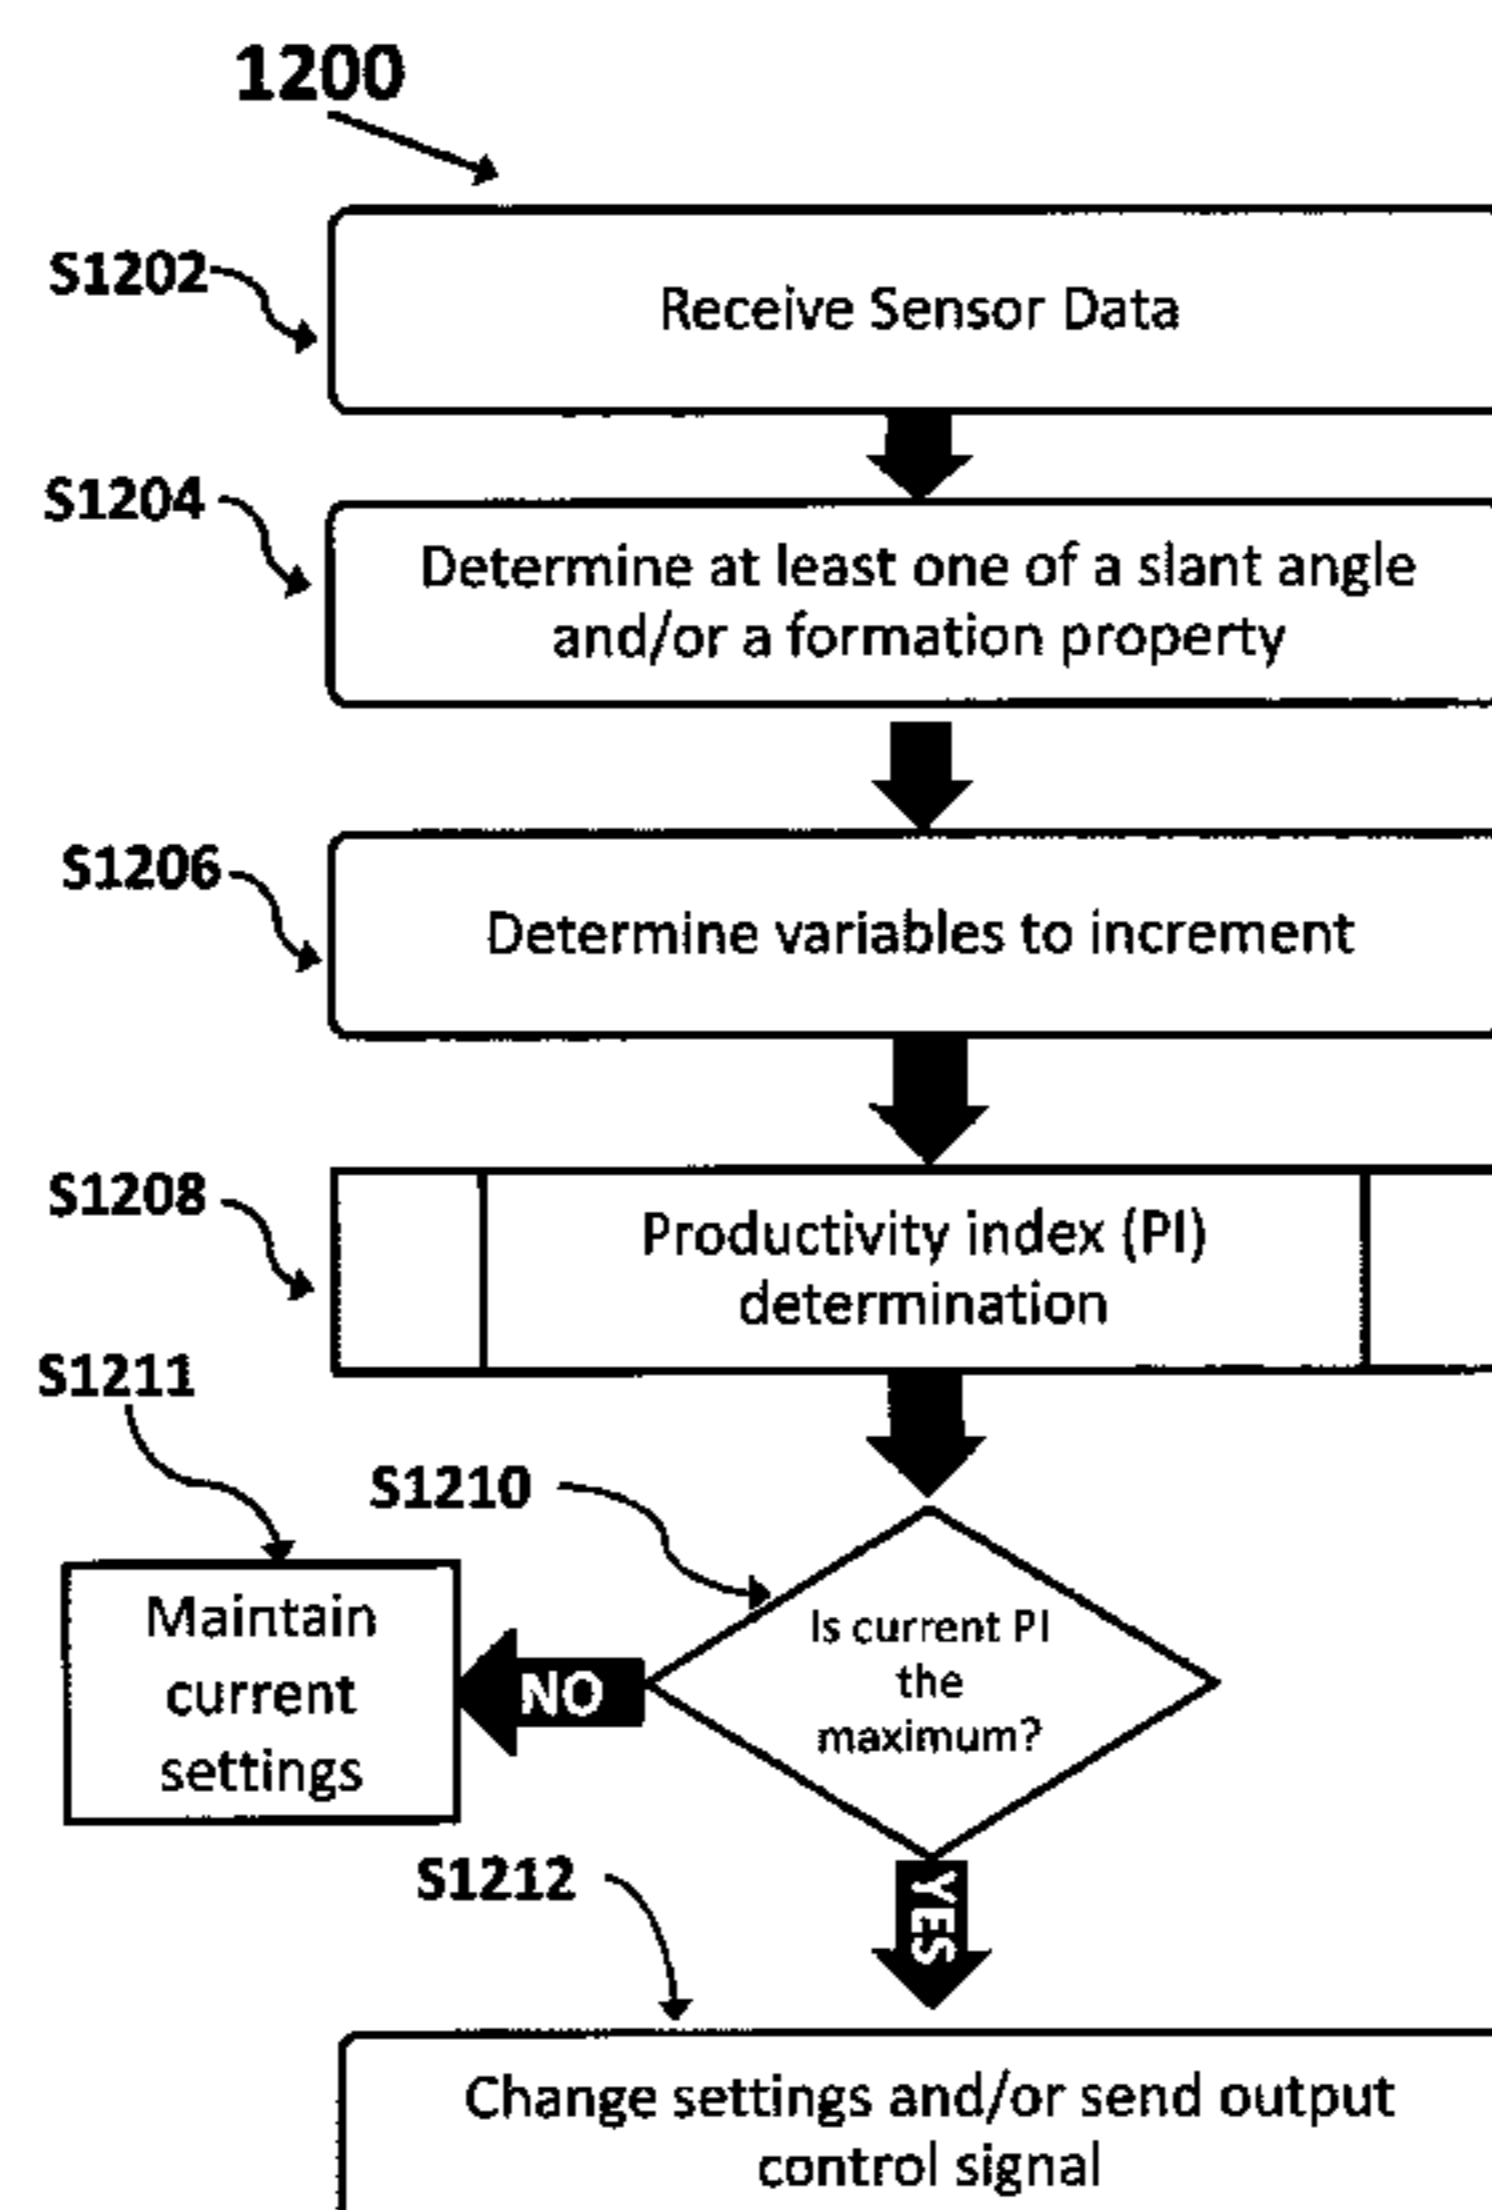 1200
S1202
Receive Sensor Data
S1204
Determine at least one of a slant angle
and/or a formation property
S1206
Determine variables to increment
S1208
Productivity index (PI)
determination
S1211
S1210
Maintain
current
settings
NO
Is current PI
the
maximum?
YES
S1212
Change settings and/or send output
control signal